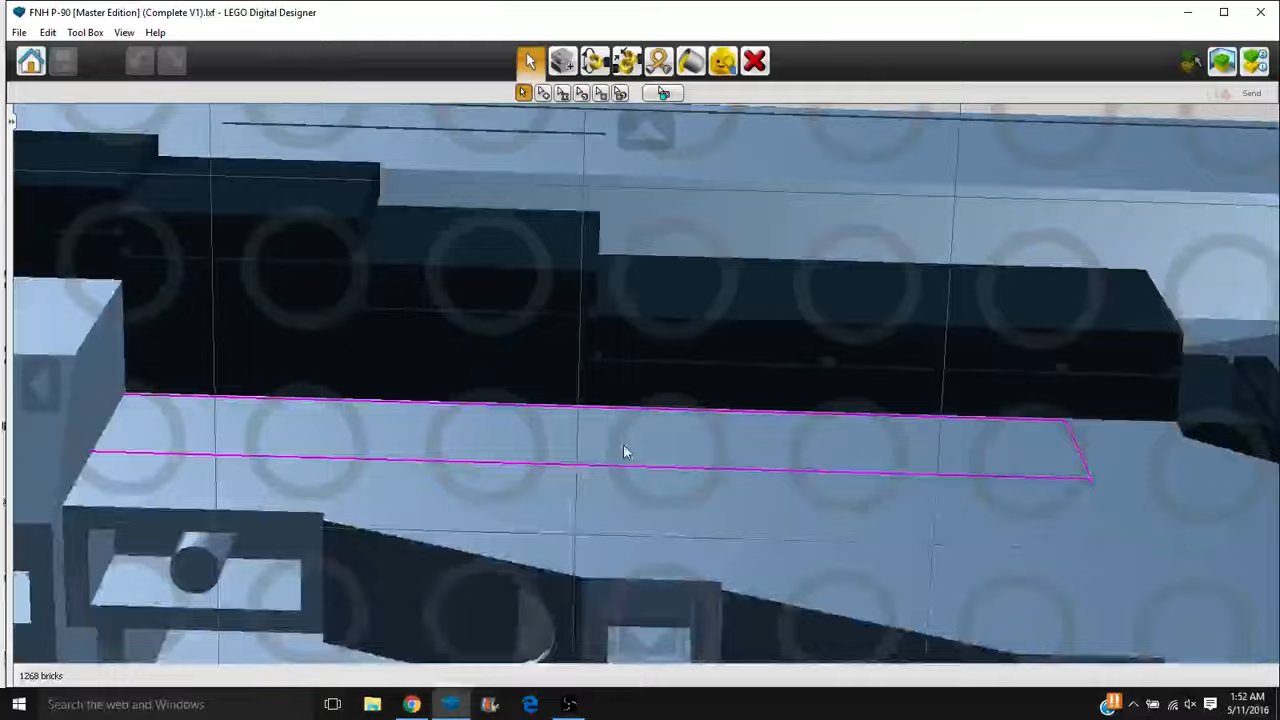 FNH P-90 [Master Edition] (Complete V1).lxf - LEGO Digital Designer
File Edit Tool Box View Help
Send
1268 bricks
Search the web and Windows
1:52 AM
5/11/2016